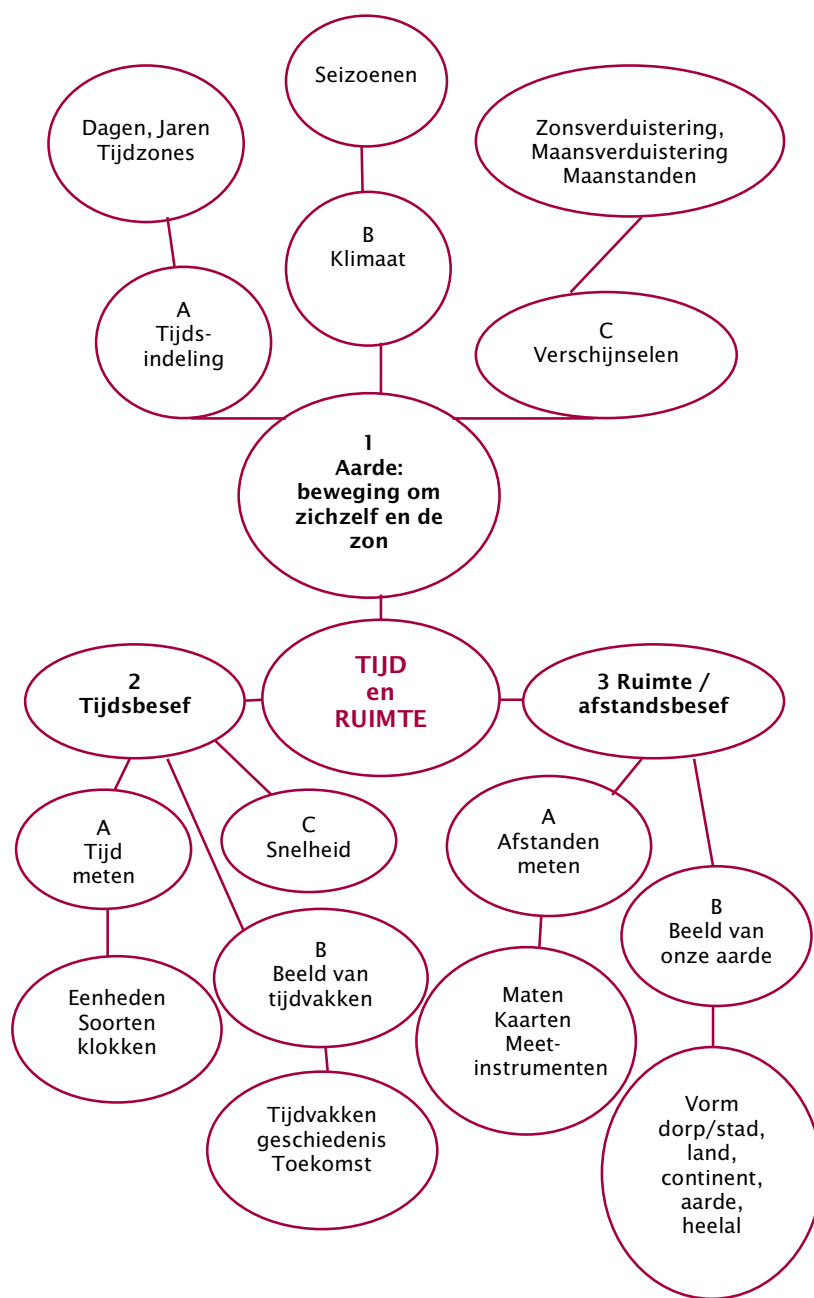 Seizoenen
Dagen, Jaren
Tijdzones
Zonsverduistering,
Maansverduistering
Maanstanden
B
Klimaat
A
Tijds-
indeling
C
Verschijnselen
1
Aarde:
beweging om
zichzelf en de
zon
TIJD
en
RUIMTE
2
Tijdsbesef
3 Ruimte /
afstandsbesef
A
Tijd
meten
C
Snelheid
A
Afstanden
meten
B
Beeld van
tijdvakken
B
Beeld van
onze aarde
Eenheden
Soorten
klokken
Maten
Kaarten
Meet-
instrumenten
Tijdvakken
geschiedenis
Toekomst
Vorm
dorp/stad,
land,
continent,
aarde,
heelal